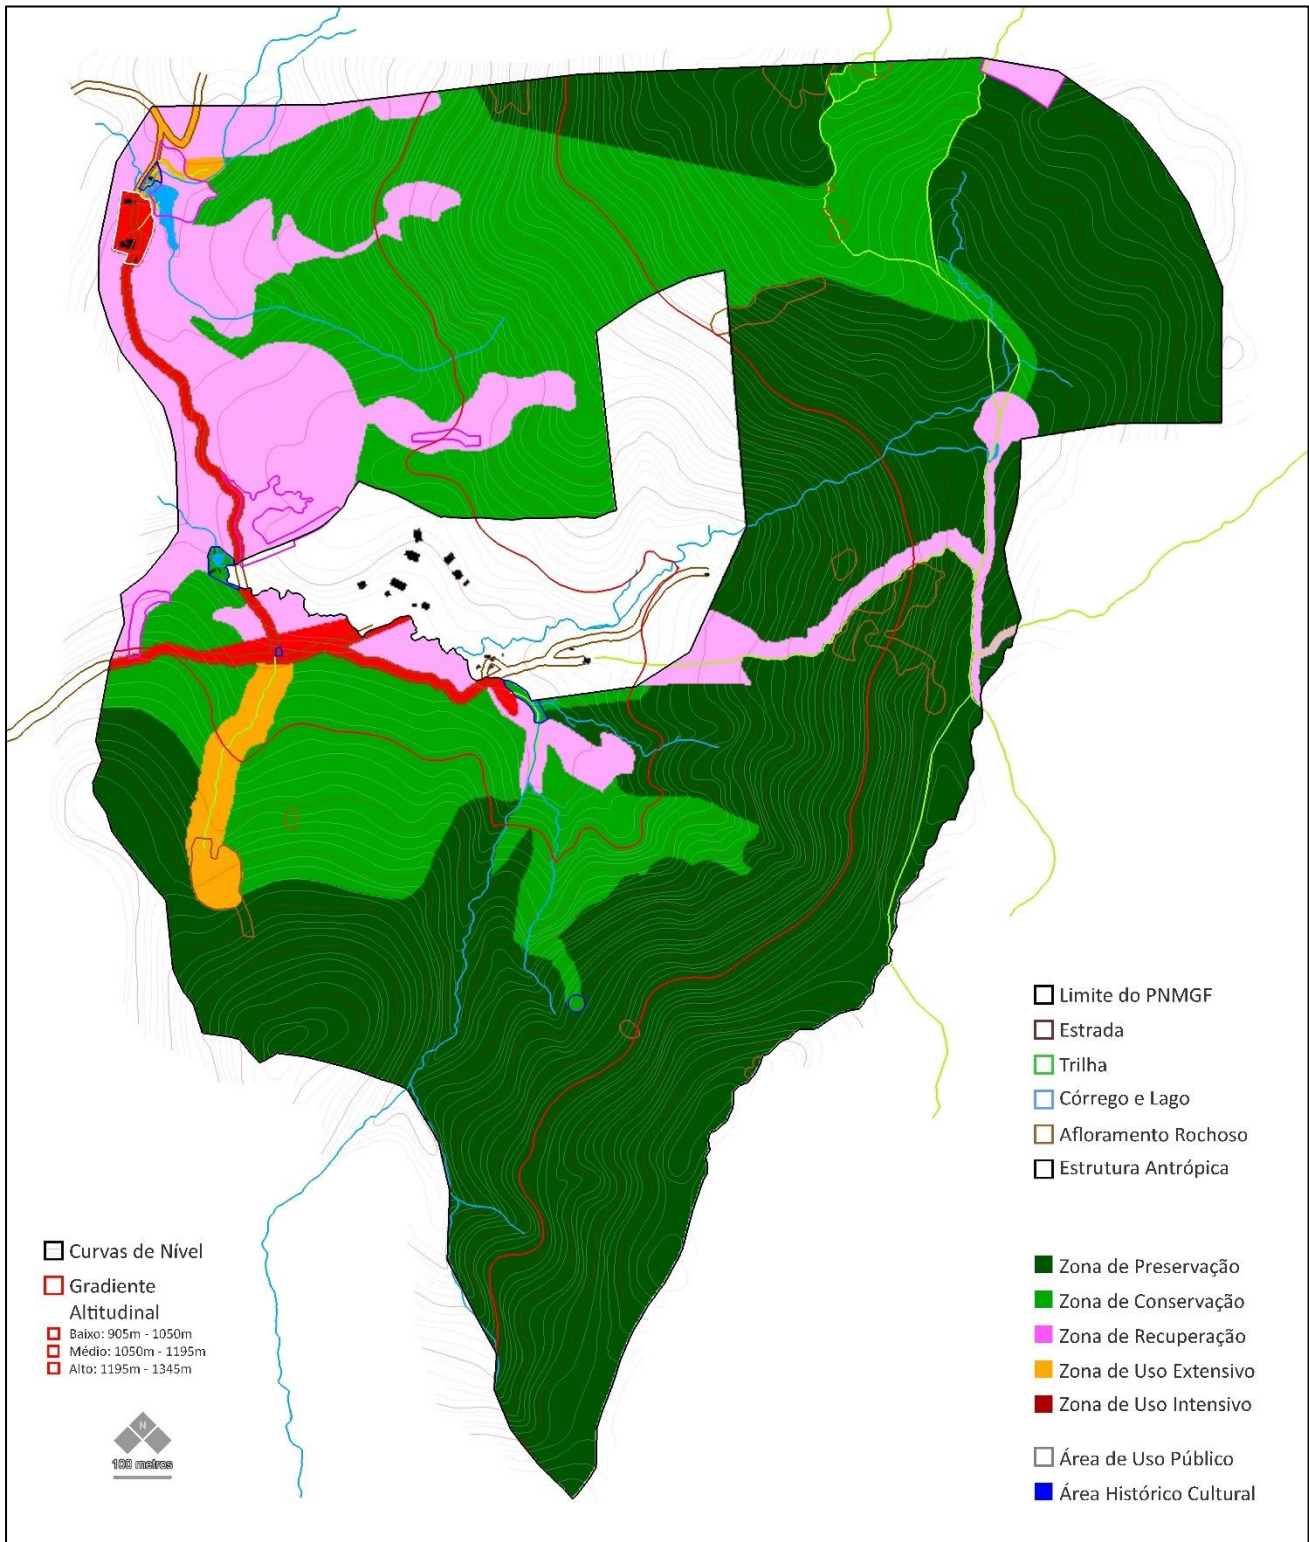 Limite do PNMGF
Estrada
Trilha
Córrego e Lago
Afloramento Rochoso
Estrutura Antrópica
Curvas de Nível
Gradiente
Altitudinal
Baixo: 905m - 1050m
Médio: 1050m - 1195m
Alto: 1195m - 1345m
Zona de Preservação
Zona de Conservação
Zona de Recuperação
Zona de Uso Extensivo
Zona de Uso Intensivo
Área de Uso Público
Área Histórico Cultural
N
100 metros